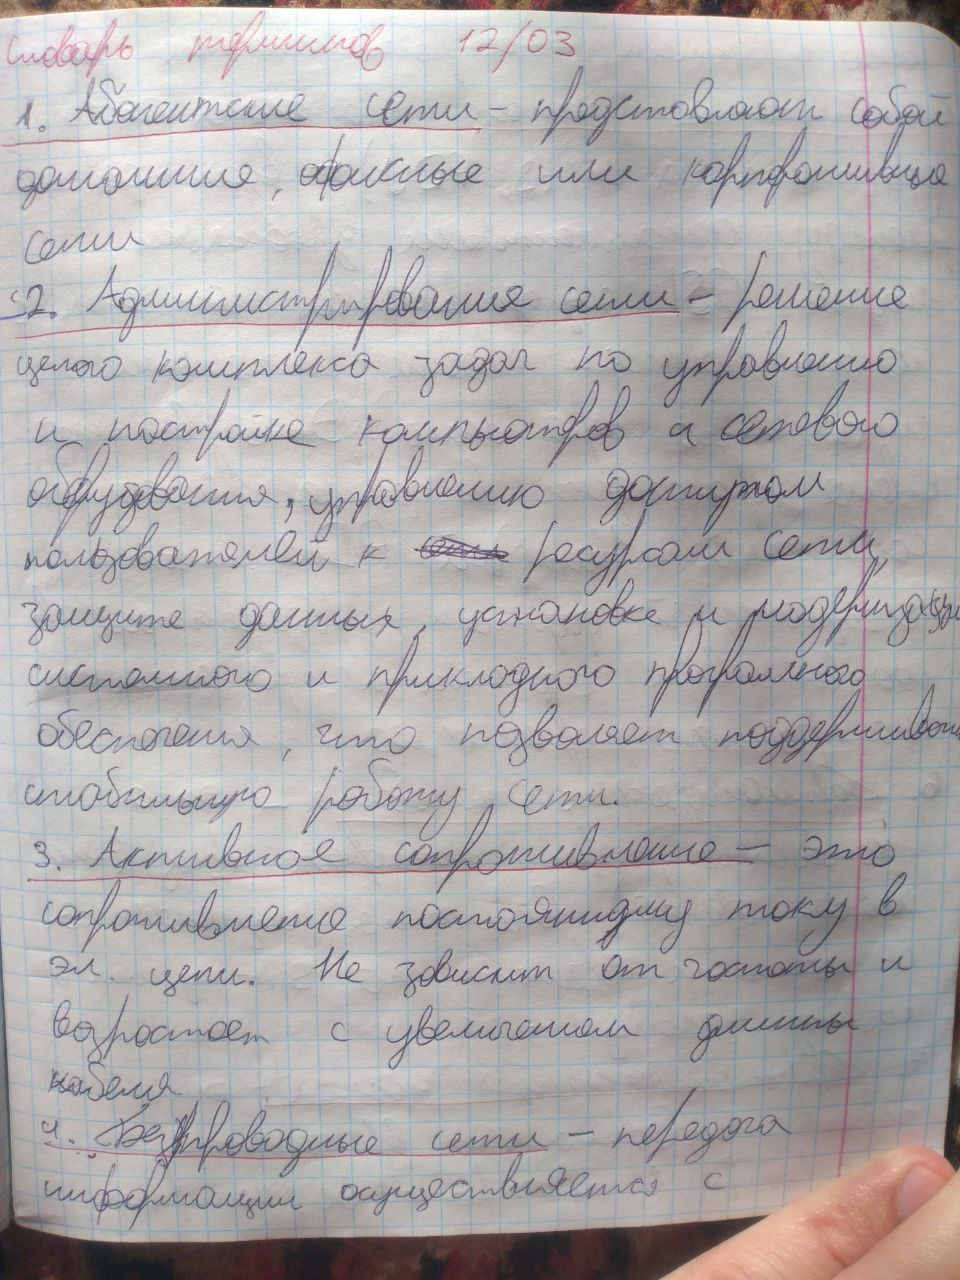 Словарь терминов 12/03
1. Абонентские сети – представляют собой
домашние, офисные или корпоративные
сети
2. Администрирование сети – решение
целого комплекса задач по управлению
и настройке компьютеров и сетевого
оборудования, управлению доступом
пользователей к ресурсам сети,
защите данных, установке и модернизации
системного и прикладного программного
обеспечения, что позволяет поддерживать
стабильную работу сети.
3. Активное сопротивление – это
сопротивление постоянному току в
эл. цепи. Не зависит от частоты и
возрастает с увеличением длинны
кабеля
4. Беспроводные сети – передача
информации осуществляется с